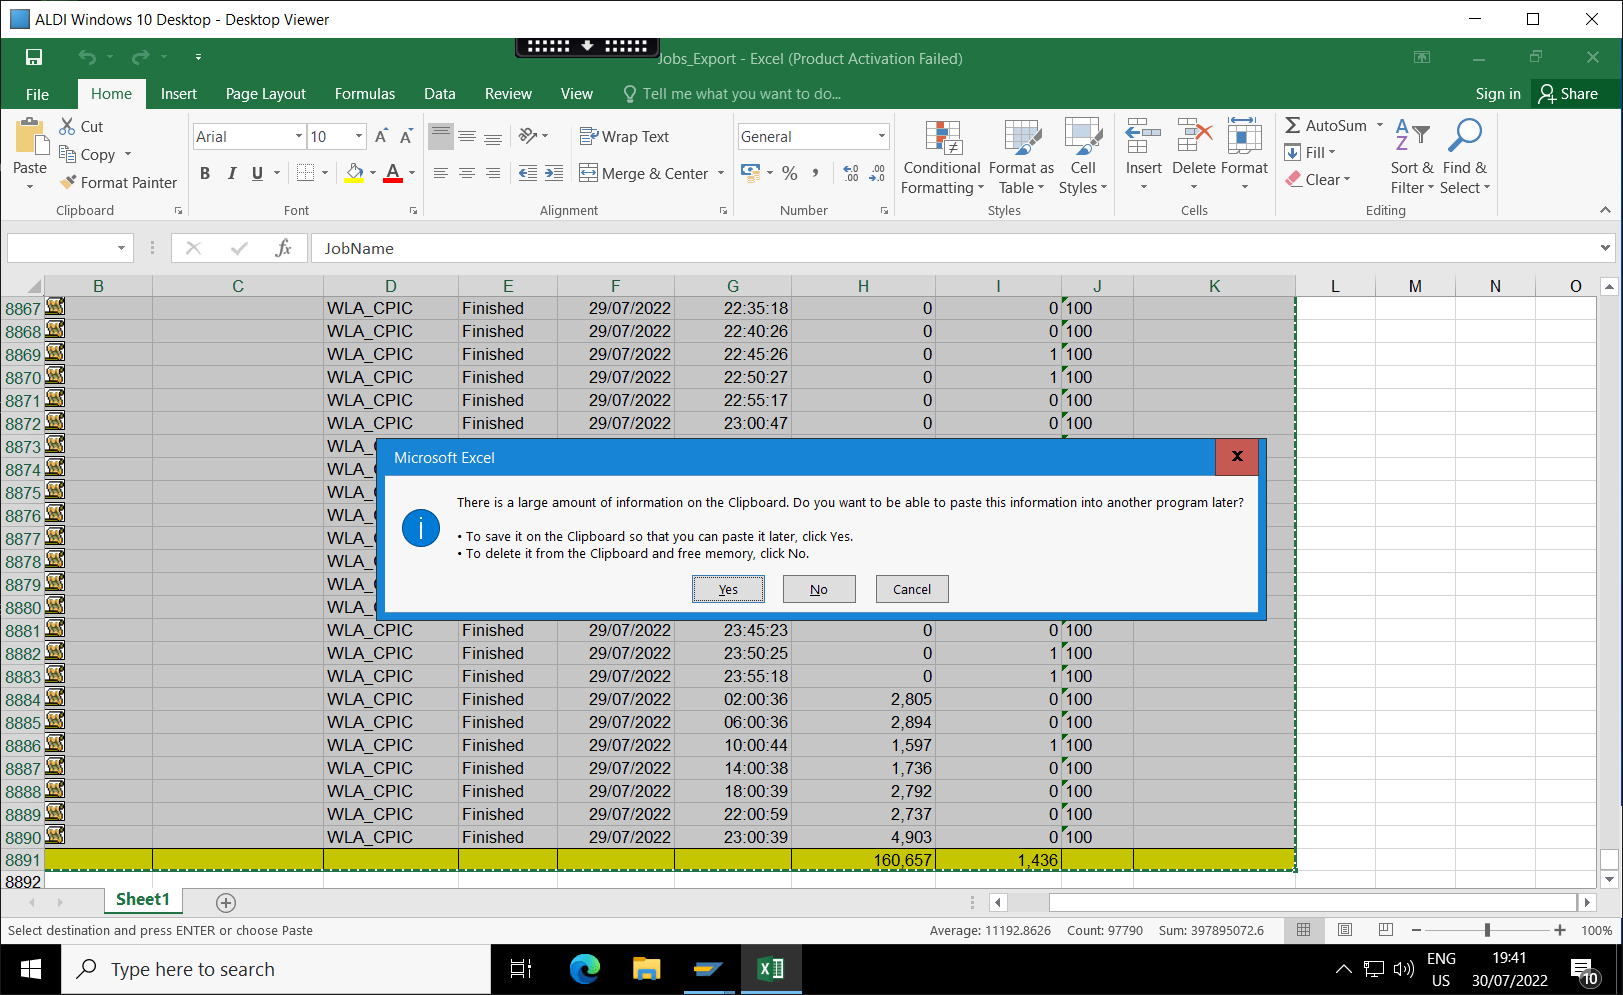 ALDI Windows 10 Desktop - Desktop Viewer
Jobs_Export - Excel (Product Activation Failed)
File Home Insert Page Layout Formulas Data Review View Tell me what you want to do... Sign in Share
Paste Cut Copy Format Painter Clipboard
Arial 10 A A B I U A Font
Wrap Text Merge & Center Alignment
General % , .00 .0 Number
Conditional Formatting Format as Table Cell Styles Styles
Insert Delete Format Cells
AutoSum Fill Clear Sort & Filter Find & Select Editing
fx JobName
B C D E F G H I J K L M N O
8867 WLA_CPIC Finished 29/07/2022 22:35:18 0 0 100
8868 WLA_CPIC Finished 29/07/2022 22:40:26 0 0 100
8869 WLA_CPIC Finished 29/07/2022 22:45:26 0 1 100
8870 WLA_CPIC Finished 29/07/2022 22:50:27 0 1 100
8871 WLA_CPIC Finished 29/07/2022 22:55:17 0 0 100
8872 WLA_CPIC Finished 29/07/2022 23:00:47 0 0 100
8873 WLA_
8874 WLA_
8875 WLA_
8876 WLA_
8877 WLA_
8878 WLA_
8879 WLA_
8880 WLA_
Microsoft Excel x
There is a large amount of information on the Clipboard. Do you want to be able to paste this information into another program later?
• To save it on the Clipboard so that you can paste it later, click Yes.
• To delete it from the Clipboard and free memory, click No.
Yes No Cancel
8881 WLA_CPIC Finished 29/07/2022 23:45:23 0 0 100
8882 WLA_CPIC Finished 29/07/2022 23:50:25 0 1 100
8883 WLA_CPIC Finished 29/07/2022 23:55:18 0 1 100
8884 WLA_CPIC Finished 29/07/2022 02:00:36 2,805 0 100
8885 WLA_CPIC Finished 29/07/2022 06:00:36 2,894 0 100
8886 WLA_CPIC Finished 29/07/2022 10:00:44 1,597 1 100
8887 WLA_CPIC Finished 29/07/2022 14:00:38 1,736 0 100
8888 WLA_CPIC Finished 29/07/2022 18:00:39 2,792 0 100
8889 WLA_CPIC Finished 29/07/2022 22:00:59 2,737 0 100
8890 WLA_CPIC Finished 29/07/2022 23:00:39 4,903 0 100
8891 160,657 1,436
8892
Sheet1
Select destination and press ENTER or choose Paste Average: 11192.8626 Count: 97790 Sum: 397895072.6 100%
Type here to search ENG US 19:41 30/07/2022 10